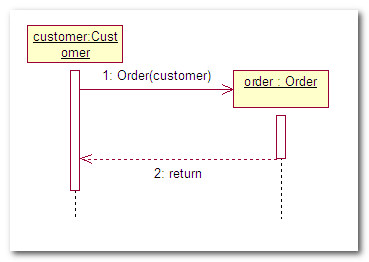 customer:Cust
omer
1: Order(customer)
order : Order
2: return